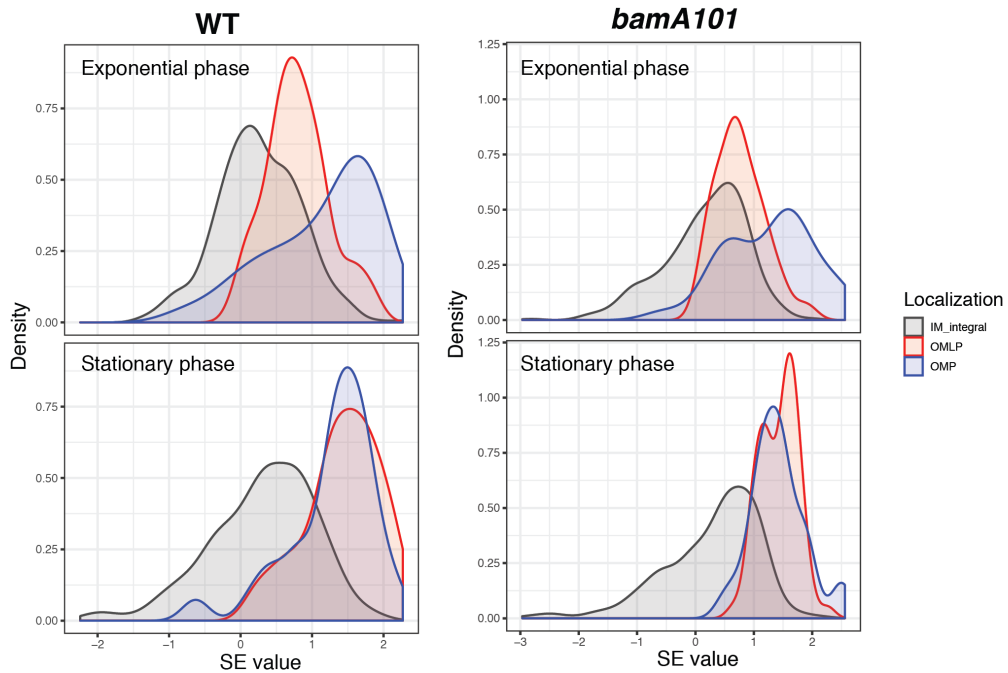 WT
bamA101
Exponential phase
0.75
0.50
0.25
0.00
Stationary phase
0.75
0.50
0.25
0.00
Density
−2
−1
0
1
2
SE value
Exponential phase
1.25
1.00
0.75
0.50
0.25
0.00
Stationary phase
1.25
1.00
0.75
0.50
0.25
0.00
Density
−3
−2
−1
0
1
2
SE value
Localization
IM_integral
OMLP
OMP